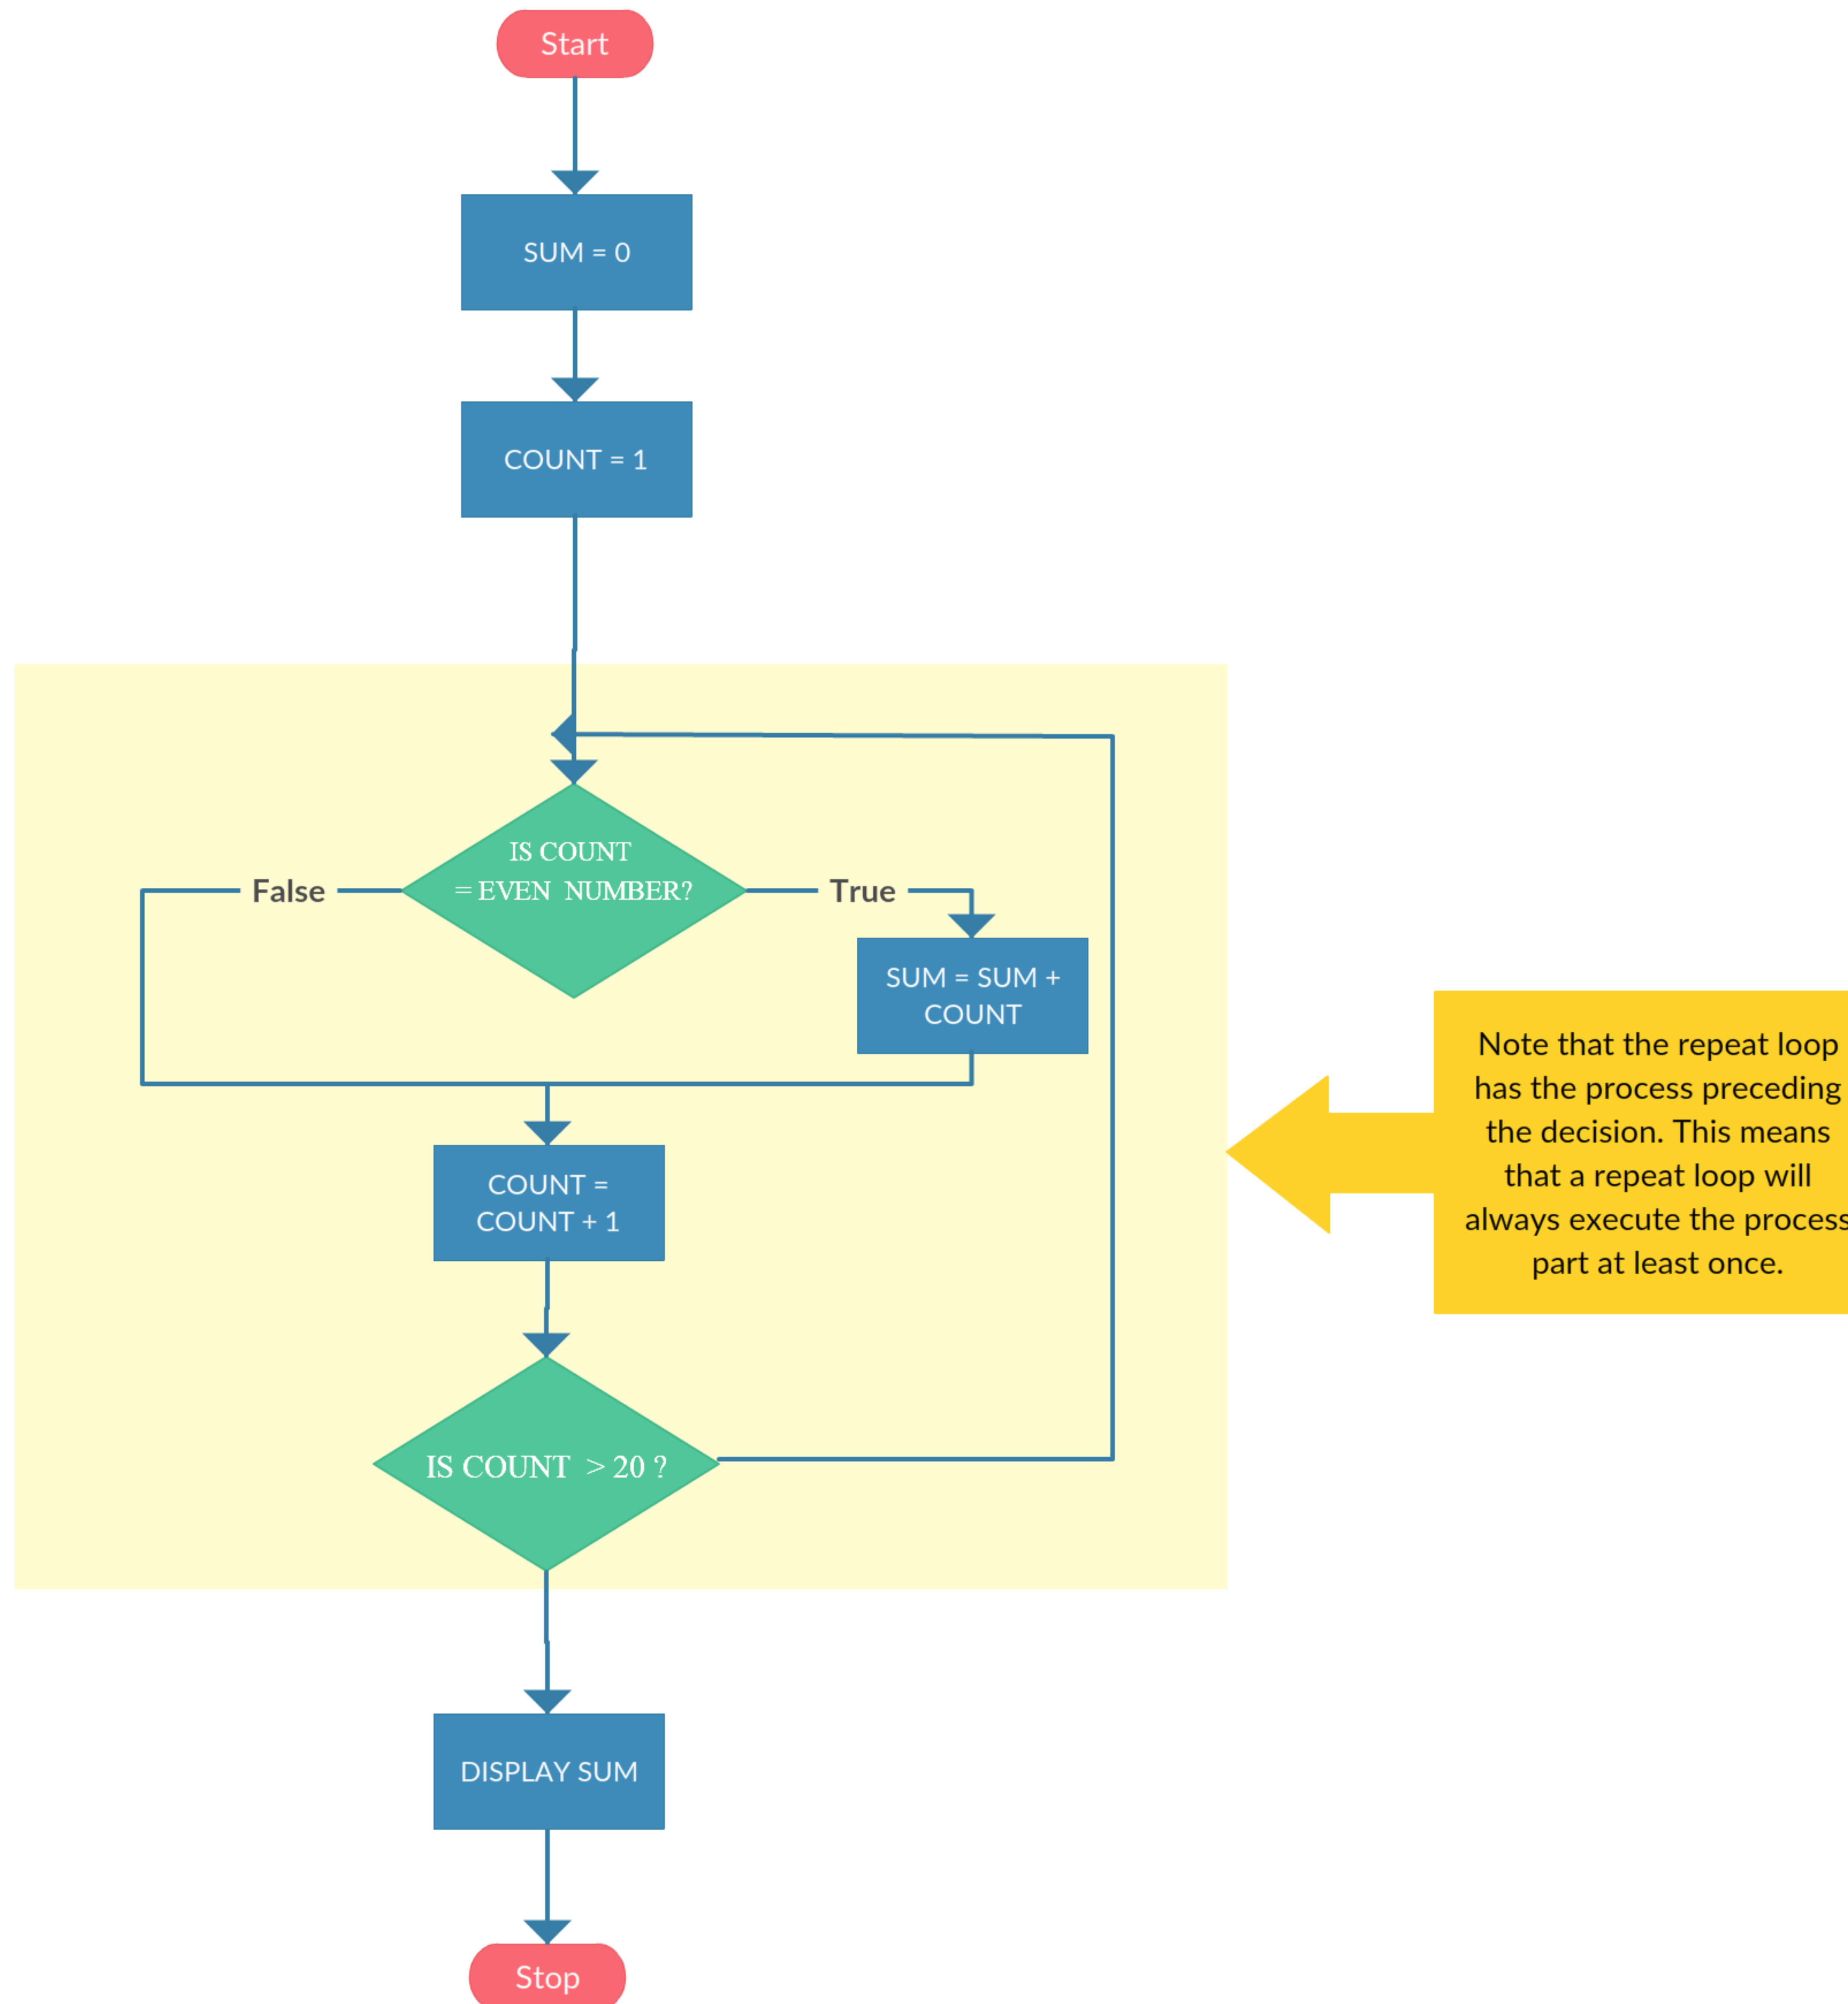 Start
SUM = 0
COUNT = 1
IS COUNT
= EVEN NUMBER?
False
True
SUM = SUM +
COUNT
Note that the repeat loop
has the process preceding
the decision. This means
that a repeat loop will
always execute the process
part at least once.
COUNT =
COUNT + 1
IS COUNT > 20 ?
DISPLAY SUM
Stop